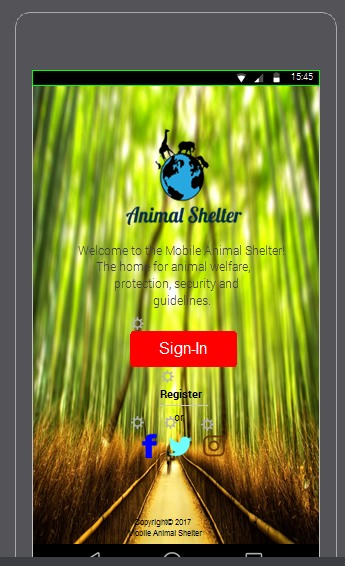 15:45
Animal Shelter
Welcome to the Mobile Animal Shelter!
The home for animal welfare,
protection, security and
guidelines.
Sign-In
Register
or
Copyright© 2017
Mobile Animal Shelter